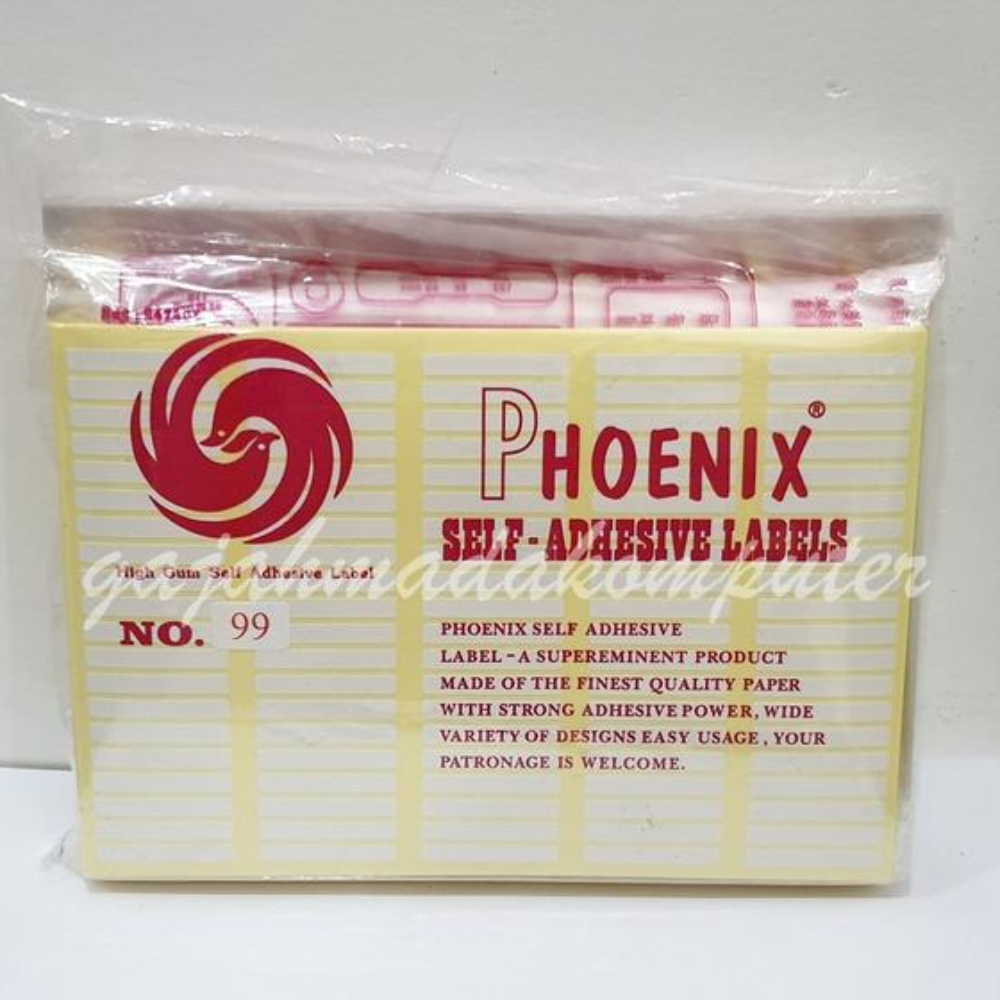 PHOENIX®
SELF-ADHESIVE LABELS
High Gum Self Adhesive Label
gajahmadakomputer
NO. 99
PHOENIX SELF ADHESIVE
LABEL-A SUPEREMINENT PRODUCT
MADE OF THE FINEST QUALITY PAPER
WITH STRONG ADHESIVE POWER, WIDE
VARIETY OF DESIGNS EASY USAGE, YOUR
PATRONAGE IS WELCOME.